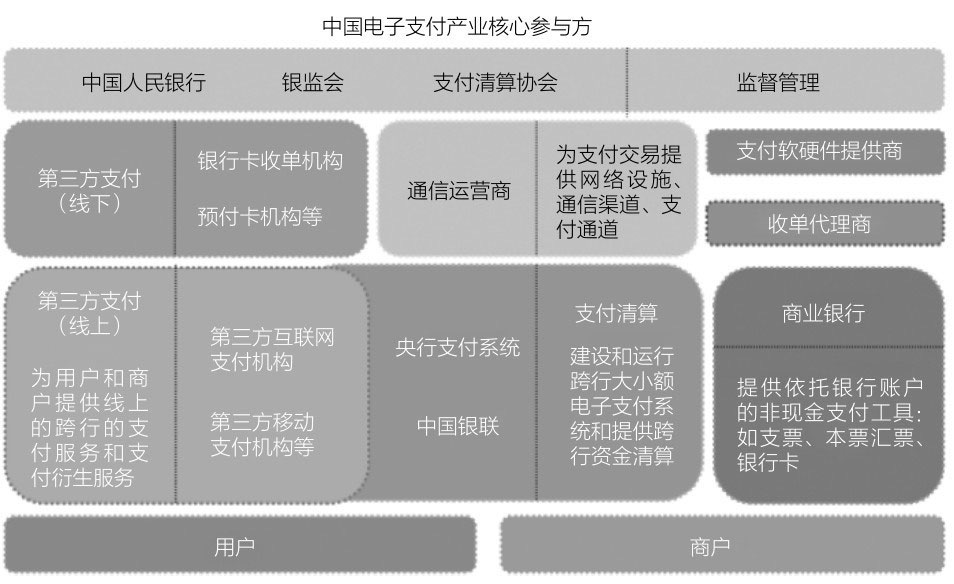 中国电子支付产业核心参与方
中国人民银行 银监会 支付清算协会 监督管理
第三方支付
（线下）
银行卡收单机构
预付卡机构等
通信运营商
为支付交易提
供网络设施、
通信渠道、支
付通道
支付软硬件提供商
收单代理商
第三方支付
（线上）
为用户和商
户提供线上
的跨行的支
付服务和支
付衍生服务
第三方互联网
支付机构
第三方移动
支付机构等
央行支付系统
中国银联
支付清算
建设和运行
跨行大小额
电子支付系
统和提供跨
行资金清算
商业银行
提供依托银行账户
的非现金支付工具：
如支票、本票汇票、
银行卡
用户
商户